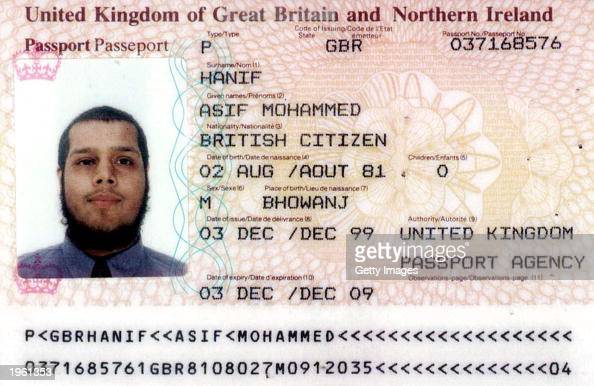 United Kingdom of Great Britain and Northern Ireland
Passport Passeport
Type/Type
Code of Issuing/Code de l'Etat
State émetteur
Passport No./Passeport No.
P GBR 037168576
Surname/Nom (1)
HANIF
Given names/Prénoms (2)
ASIF MOHAMMED
Nationality/Nationalité (3)
BRITISH CITIZEN
Date of birth/Date de naissance (4) Children/Enfants (5)
02 AUG /AOUT 81 0
Sex/Sexe (6) Place of birth/Lieu de naissance (7)
M BHOWANJ
Date of issue/Date de délivrance (8) Authority/Autorité (9)
03 DEC /DEC 99 UNITED KINGDOM
PASSPORT AGENCY
gettyimages
Getty Images
Date of expiry/Date d'expiration (10) Observations-page/Observations-page (11)
03 DEC /DEC 09
P<GBRHANIF<<ASIF<MOHAMMED<<<<<<<<<<<<<<<<<<<
0371685761GBR8108027M0912035<<<<<<<<<<<<<<04
1961353